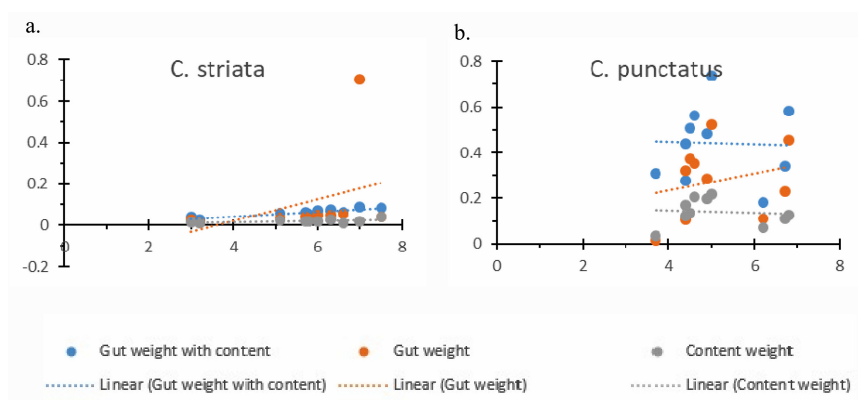 a.
b.
C. striata
C. punctatus
0.8
0.6
0.4
0.2
0
-0.2
0 2 4 6 8
0.8
0.6
0.4
0.2
0
0 2 4 6 8
Gut weight with content Gut weight Content weight
Linear (Gut weight with content) Linear (Gut weight) Linear (Content weight)